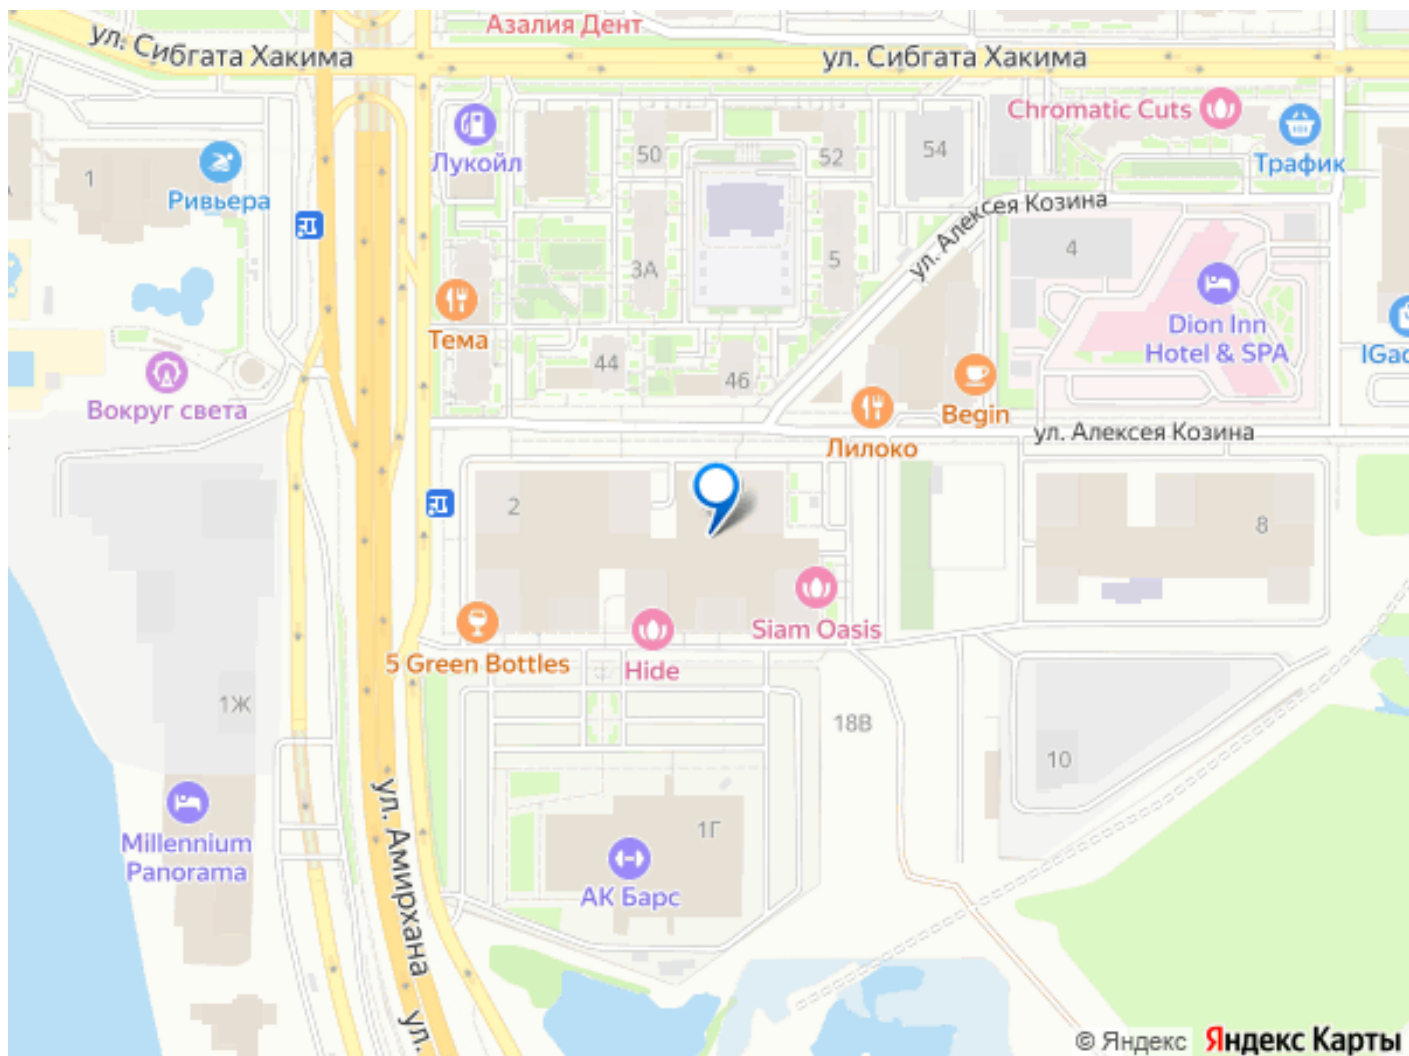 Азалия Дент
ул. Сибгата Хакима
ул. Сибгата Хакима
Chromatic Cuts
Лукойл
50
52
54
Трафик
1
Ривьера
ул. Алексея Козина
3А
5
4
Тема
Dion Inn
Hotel & SPA
44
46
Вокруг света
Begin
Лилоко
ул. Алексея Козина
2
8
Siam Oasis
5 Green Bottles
Hide
1Ж
18В
10
ул. Амирхана
Millennium
Panorama
1Г
АК Барс
ул.
© Яндекс Яндекс Карты